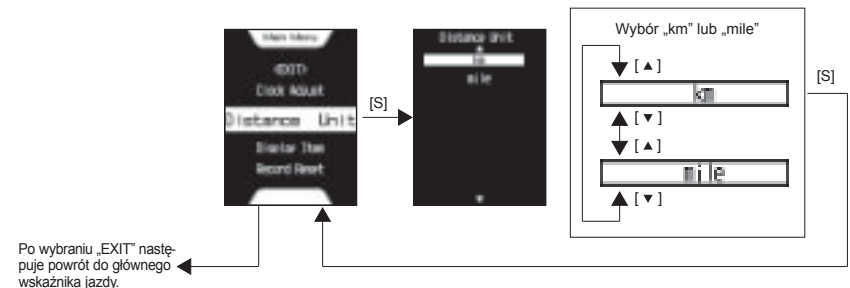 Main Menu
<EXIT>
Clock Adjust
Distance Unit
Display Item
Record Reset
[S]
Distance Unit
km
mile
Wybór „km” lub „mile”
[▲]
km
[▼]
[▲]
mile
[▼]
[S]
Po wybraniu „EXIT” nastę-
puje powrót do głównego
wskaźnika jazdy.